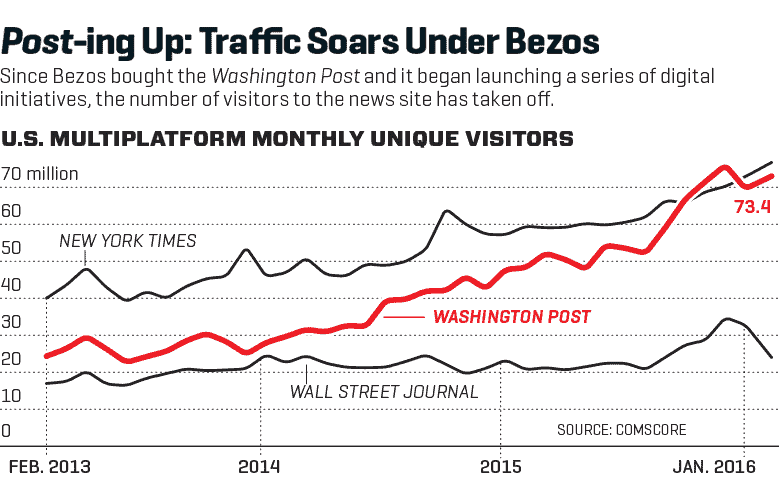 Post-ing Up: Traffic Soars Under Bezos
Since Bezos bought the Washington Post and it began launching a series of digital
initiatives, the number of visitors to the news site has taken off.
U.S. MULTIPLATFORM MONTHLY UNIQUE VISITORS
70 million
73.4
60
NEW YORK TIMES
50
40
30
WASHINGTON POST
20
WALL STREET JOURNAL
10
0
SOURCE: COMSCORE
FEB. 2013
2014
2015
JAN. 2016